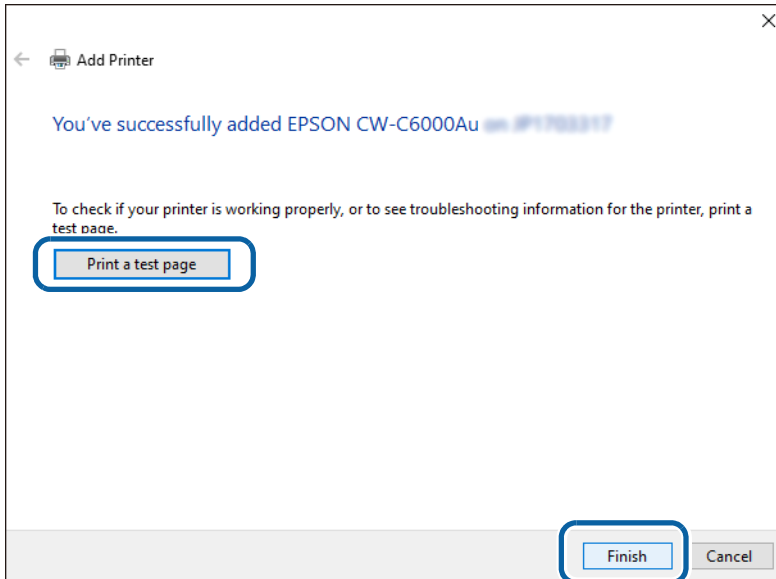 Add Printer
You've successfully added EPSON CW-C6000Au
To check if your printer is working properly, or to see troubleshooting information for the printer, print a
test page.
Print a test page
Finish
Cancel